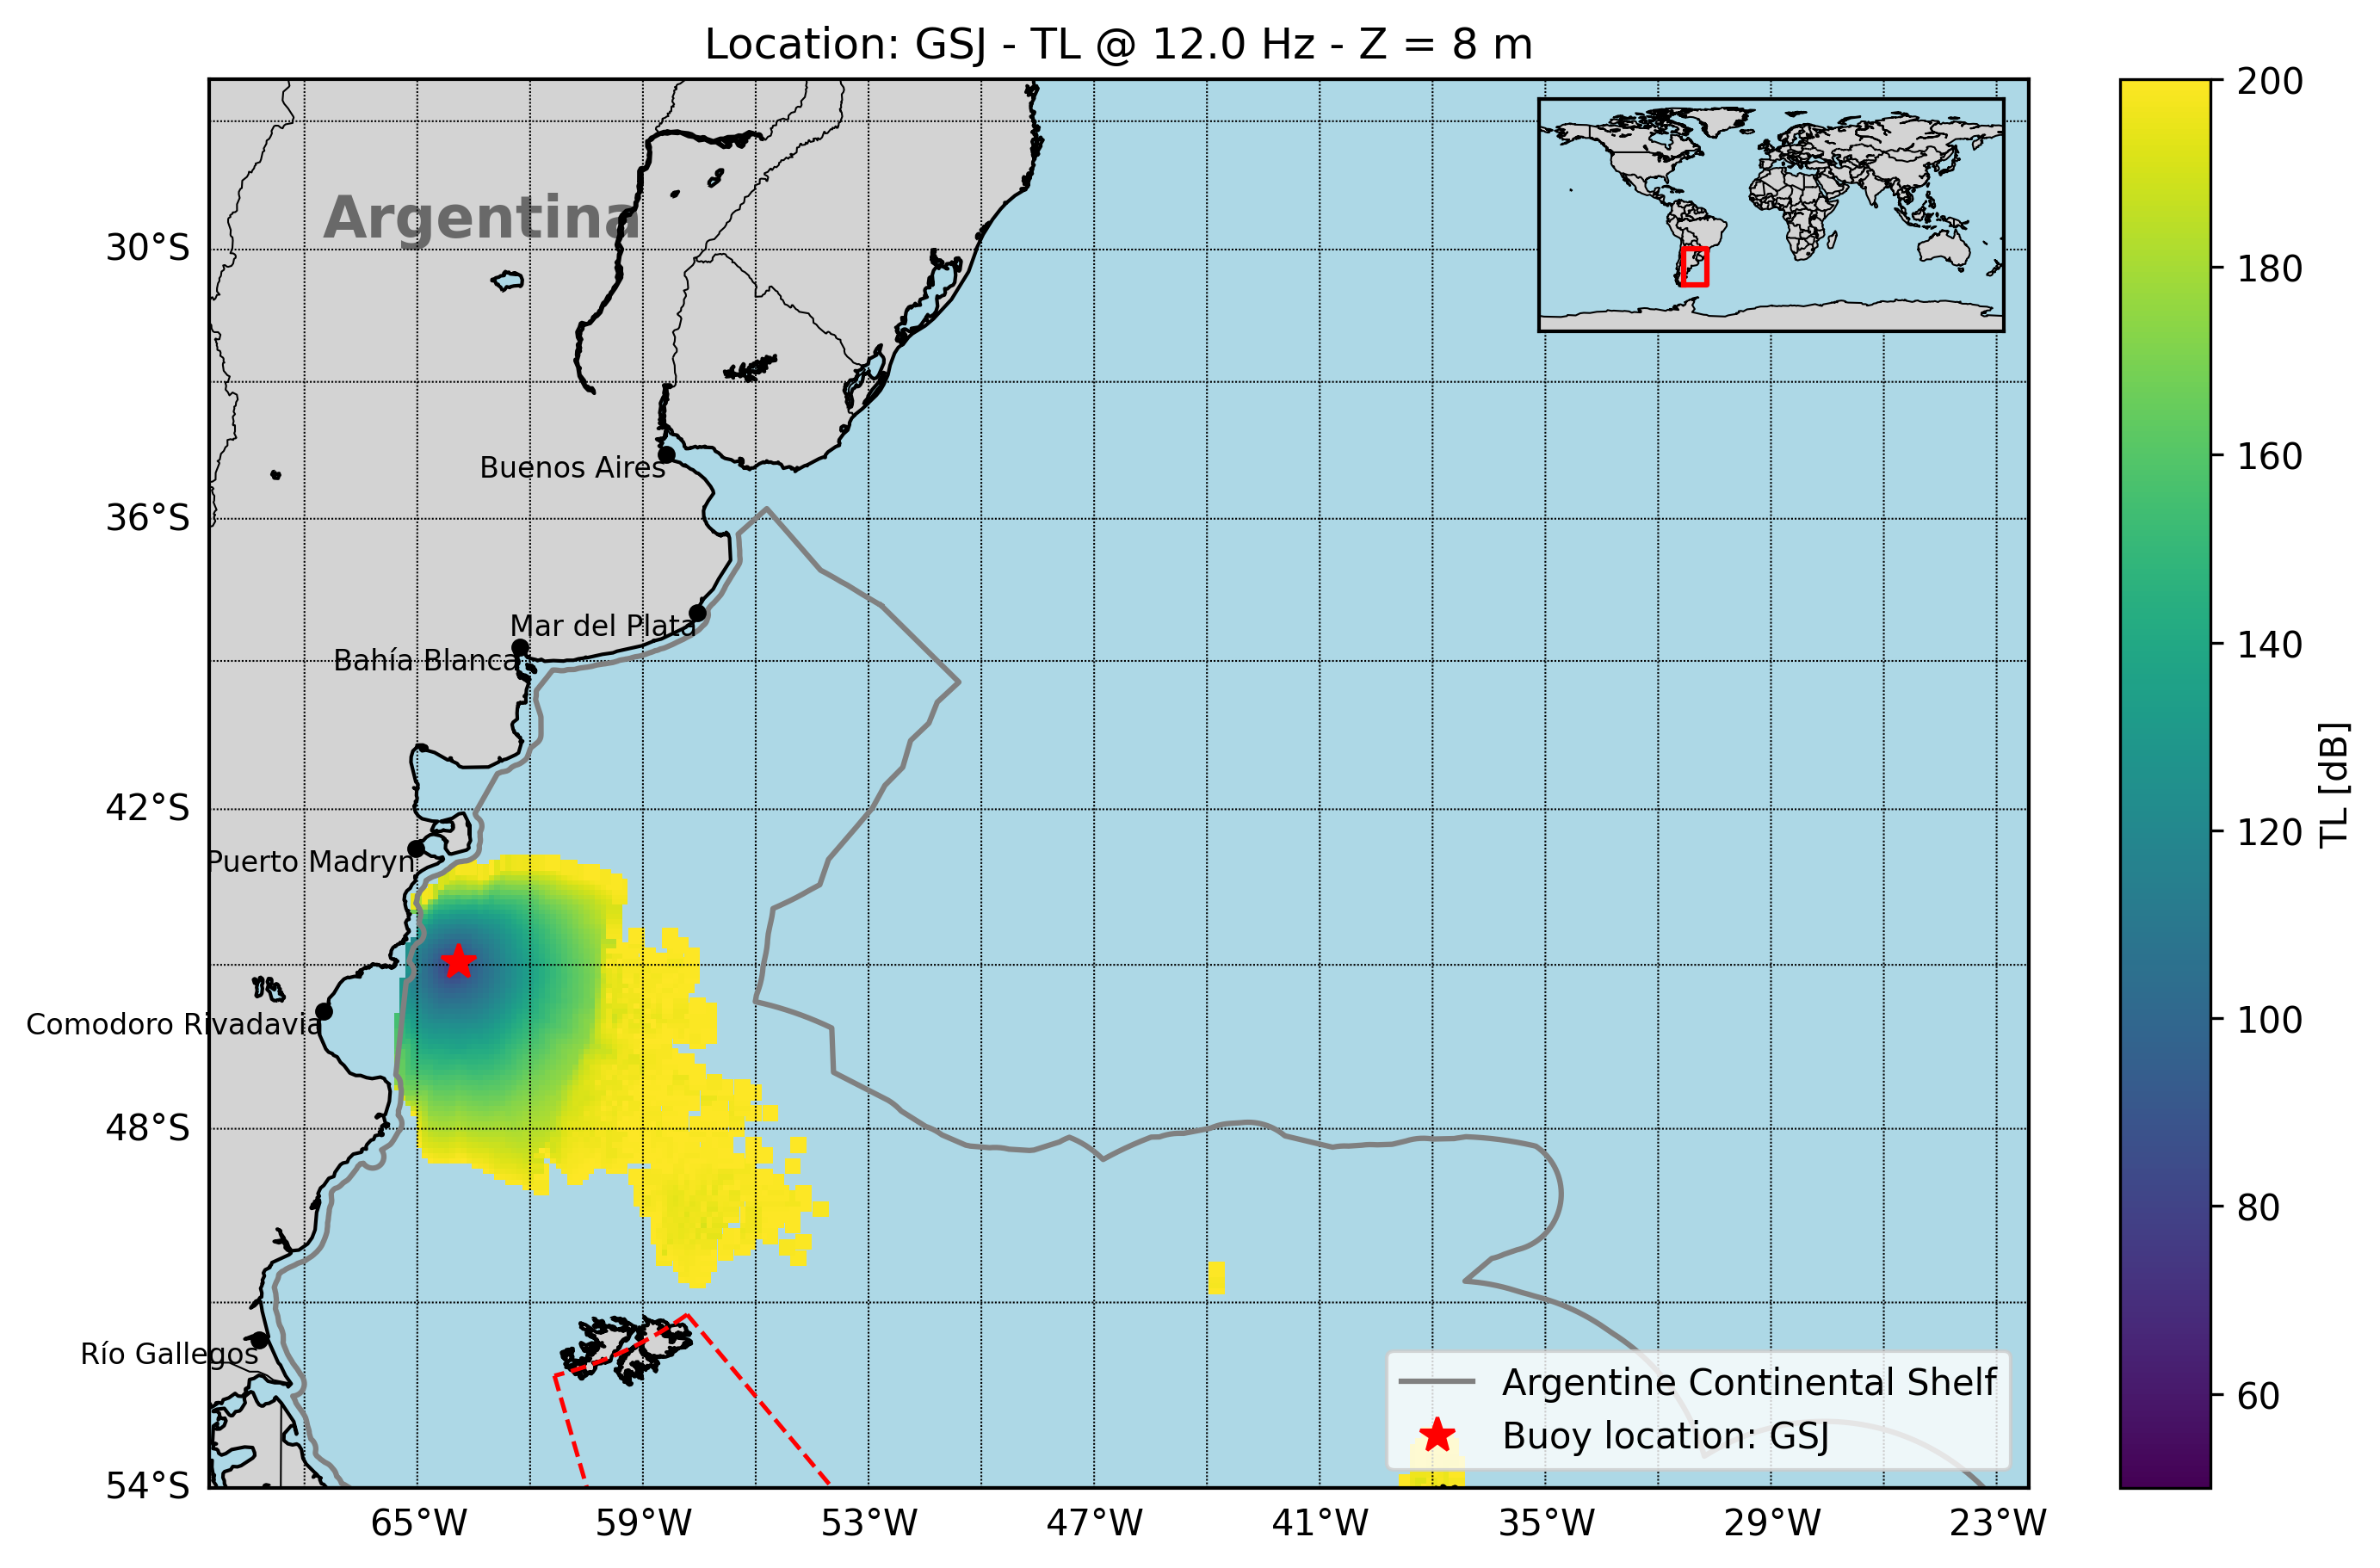 Location: GSJ - TL @ 12.0 Hz - Z = 8 m
Argentina
Buenos Aires
Mar del Plata
Bahía Blanca
Puerto Madryn
Comodoro Rivadavia
Río Gallegos
30°S
36°S
42°S
48°S
54°S
65°W
59°W
53°W
47°W
41°W
35°W
29°W
23°W
Argentine Continental Shelf
Buoy location: GSJ
200
180
160
140
120
100
80
60
TL [dB]